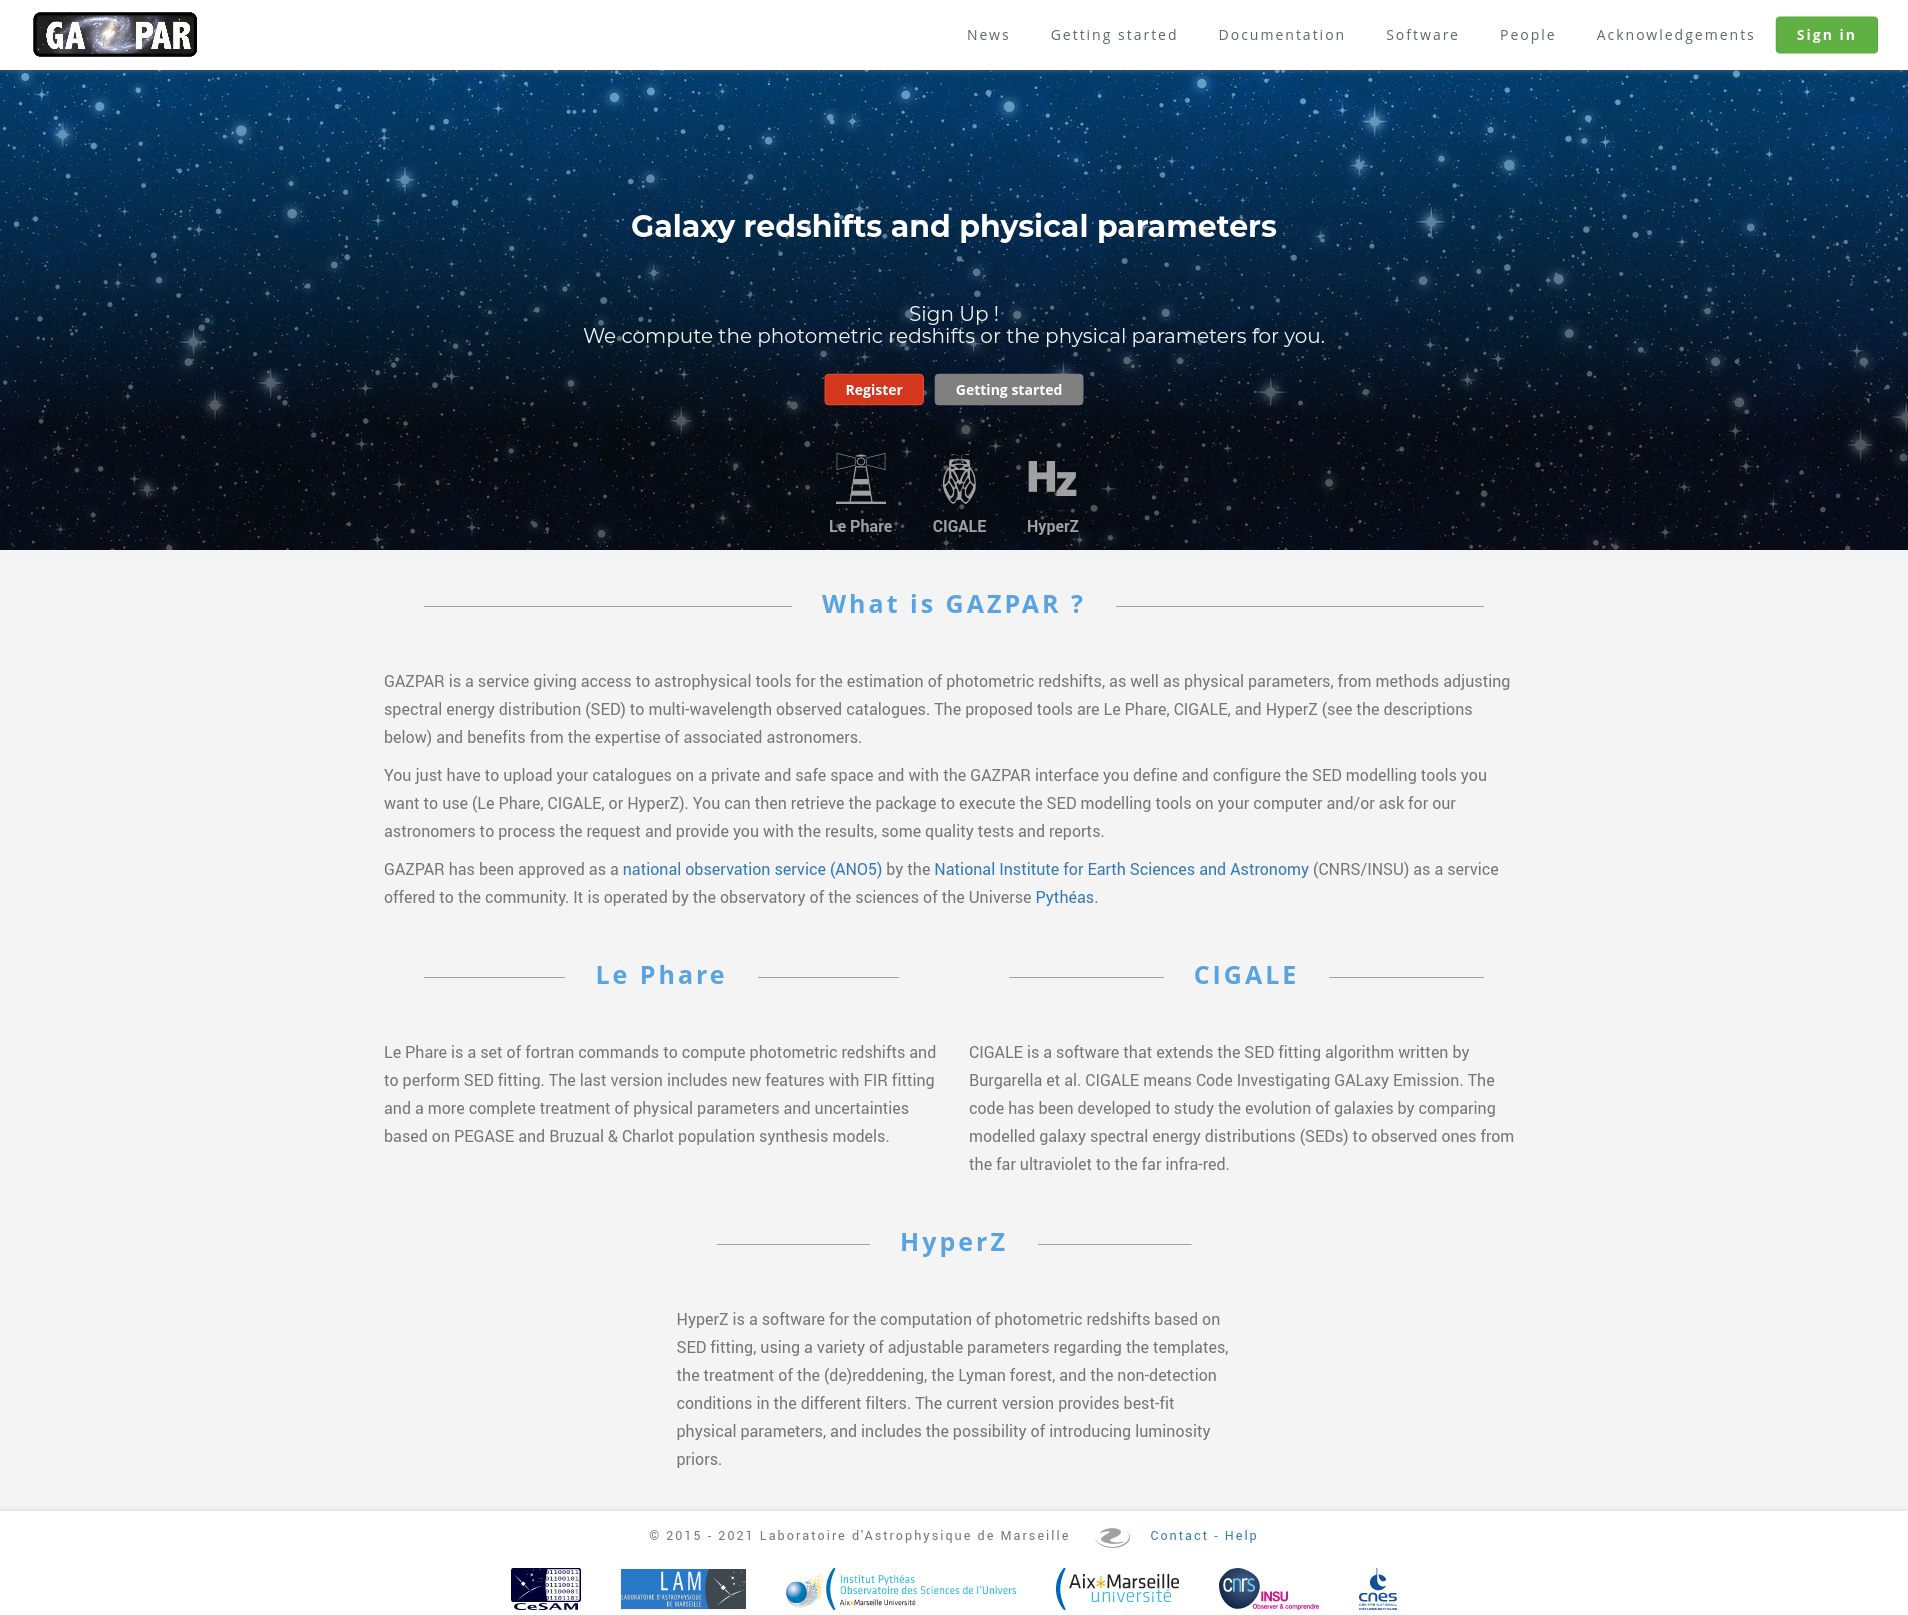 GAZPAR
News
Getting started
Documentation
Software
People
Acknowledgements
Sign in
Galaxy redshifts and physical parameters
Sign Up !
We compute the photometric redshifts or the physical parameters for you.
Register
Getting started
Hz
Le Phare
CIGALE
HyperZ
What is GAZPAR ?
GAZPAR is a service giving access to astrophysical tools for the estimation of photometric redshifts, as well as physical parameters, from methods adjusting
spectral energy distribution (SED) to multi-wavelength observed catalogues. The proposed tools are Le Phare, CIGALE, and HyperZ (see the descriptions
below) and benefits from the expertise of associated astronomers.
You just have to upload your catalogues on a private and safe space and with the GAZPAR interface you define and configure the SED modelling tools you
want to use (Le Phare, CIGALE, or HyperZ). You can then retrieve the package to execute the SED modelling tools on your computer and/or ask for our
astronomers to process the request and provide you with the results, some quality tests and reports.
GAZPAR has been approved as a national observation service (ANO5) by the National Institute for Earth Sciences and Astronomy (CNRS/INSU) as a service
offered to the community. It is operated by the observatory of the sciences of the Universe Pythéas.
Le Phare
Le Phare is a set of fortran commands to compute photometric redshifts and
to perform SED fitting. The last version includes new features with FIR fitting
and a more complete treatment of physical parameters and uncertainties
based on PEGASE and Bruzual & Charlot population synthesis models.
CIGALE
CIGALE is a software that extends the SED fitting algorithm written by
Burgarella et al. CIGALE means Code Investigating GALaxy Emission. The
code has been developed to study the evolution of galaxies by comparing
modelled galaxy spectral energy distributions (SEDs) to observed ones from
the far ultraviolet to the far infra-red.
HyperZ
HyperZ is a software for the computation of photometric redshifts based on
SED fitting, using a variety of adjustable parameters regarding the templates,
the treatment of the (de)reddening, the Lyman forest, and the non-detection
conditions in the different filters. The current version provides best-fit
physical parameters, and includes the possibility of introducing luminosity
priors.
© 2015 - 2021 Laboratoire d'Astrophysique de Marseille
Contact - Help
CeSAM
LAM
LABORATOIRE D'ASTROPHYSIQUE
DE MARSEILLE
Institut Pythéas
Observatoire des Sciences de l'Univers
Aix*Marseille Université
Aix*Marseille
université
cnrs
INSU
Observer & comprendre
cnes